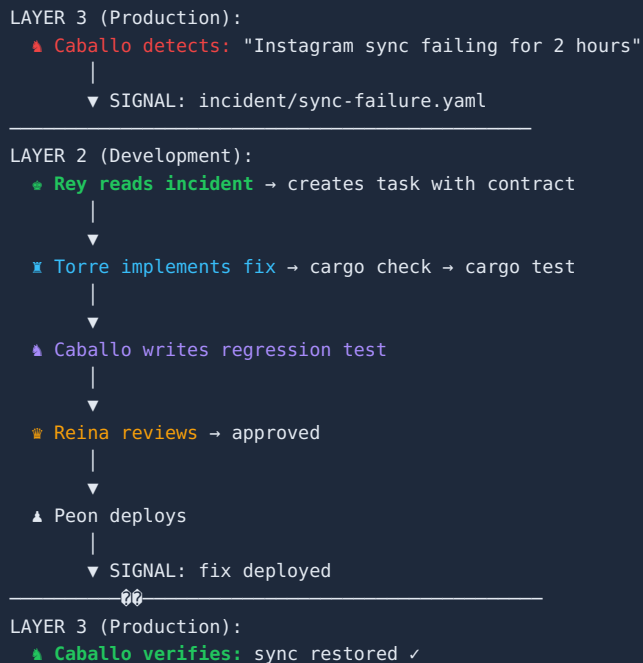 LAYER 3 (Production):
♞ Caballo detects: "Instagram sync failing for 2 hours"
│
▼ SIGNAL: incident/sync-failure.yaml
──────────────────────────────────────────────
LAYER 2 (Development):
♚ Rey reads incident → creates task with contract
│
▼
♜ Torre implements fix → cargo check → cargo test
│
▼
♞ Caballo writes regression test
│
▼
♛ Reina reviews → approved
│
▼
♟ Peon deploys
│
▼ SIGNAL: fix deployed
──────────��───────────────────────────────────
LAYER 3 (Production):
♞ Caballo verifies: sync restored ✓